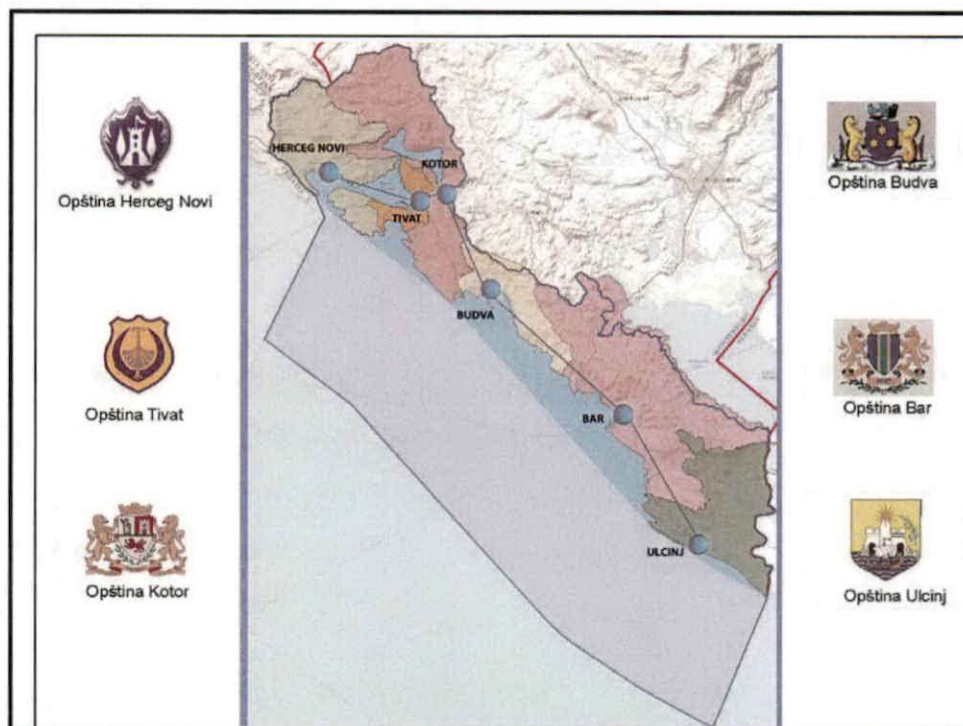 Opština Herceg Novi
Opština Tivat
Opština Kotor
HERCEG NOVI
KOTOR
TIVAT
BUDVA
BAR
ULCINJ
Opština Budva
Opština Bar
Opština Ulcinj